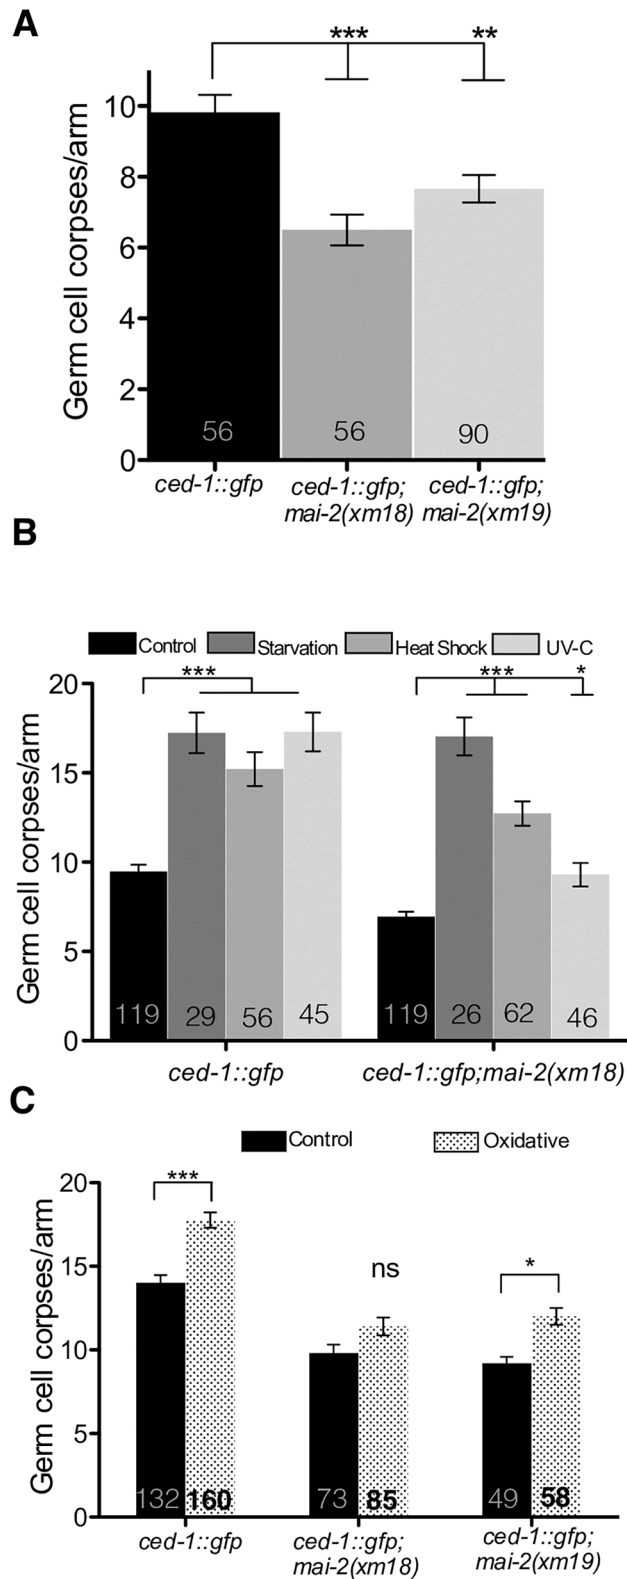 A
*** **
Germ cell corpses/arm
10
8
6
4
2
0
56 56 90
ced-1::gfp ced-1::gfp; ced-1::gfp;
mai-2(xm18) mai-2(xm19)
B
Control Starvation Heat Shock UV-C
*** *** *
Germ cell corpses/arm
20
15
10
5
0
119 29 56 45 119 26 62 46
ced-1::gfp ced-1::gfp;mai-2(xm18)
C
Control Oxidative
***
ns
*
Germ cell corpses/arm
20
15
10
5
0
132 160 73 85 49 58
ced-1::gfp ced-1::gfp; ced-1::gfp;
mai-2(xm18) mai-2(xm19)